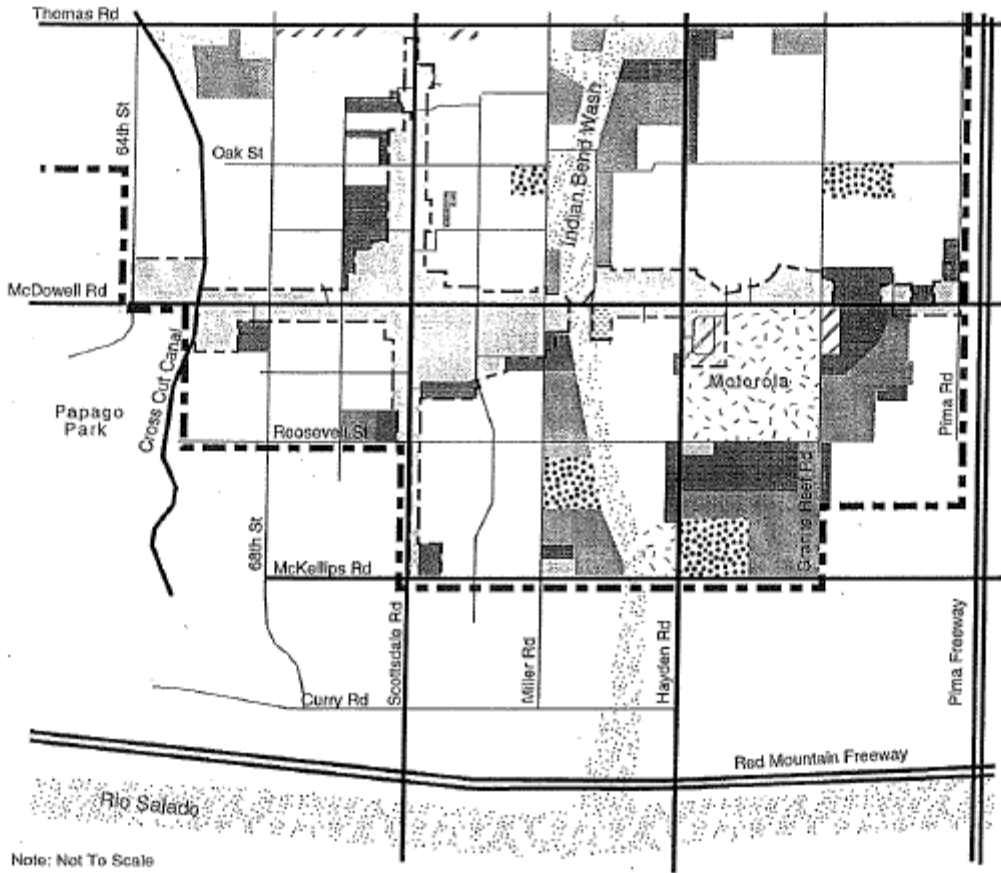 Thomas Rd
64th St
Oak St
Indian Bend Wash
McDowell Rd
Cross Cut Canal
Papago
Park
Motorola
Pima Rd
Roosevelt St
Granite Reef Rd
68th St
McKellips Rd
Scottsdale Rd
Miller Rd
Hayden Rd
Pima Freeway
Curry Rd
Red Mountain Freeway
Rio Salado
Note: Not To Scale